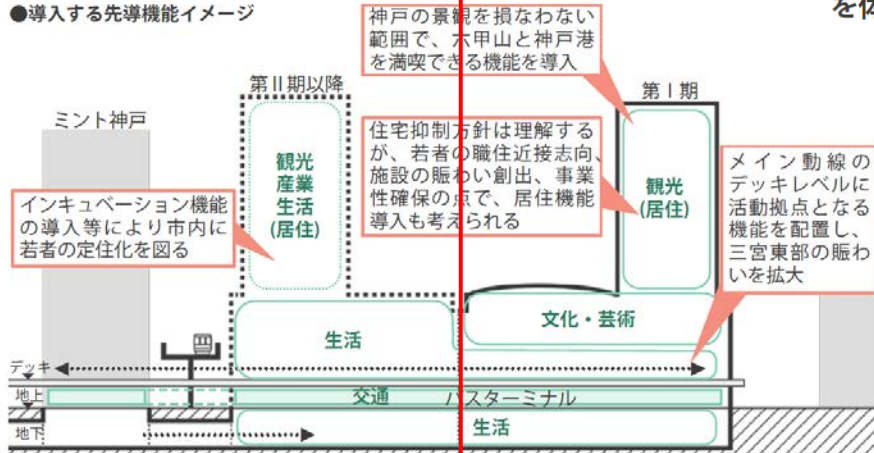 ●導入する先導機能イメージ
を体
神戸の景観を損なわない
範囲で、六甲山と神戸港
を満喫できる機能を導入
第Ⅱ期以降
第Ⅰ期
ミント神戸
住宅抑制方針は理解する
が、若者の職住近接志向、
施設の賑わい創出、事業
性確保の点で、居住機能
導入も考えられる
観光
産業
生活
(居住)
観光
(居住)
メイン動線の
デッキレベルに
活動拠点となる
機能を配置し、
三宮東部の賑わ
いを拡大
インキュベーション機能
の導入等により市内に
若者の定住化を図る
生活
文化・芸術
デッキ
地上
交通 バスターミナル
地下
生活